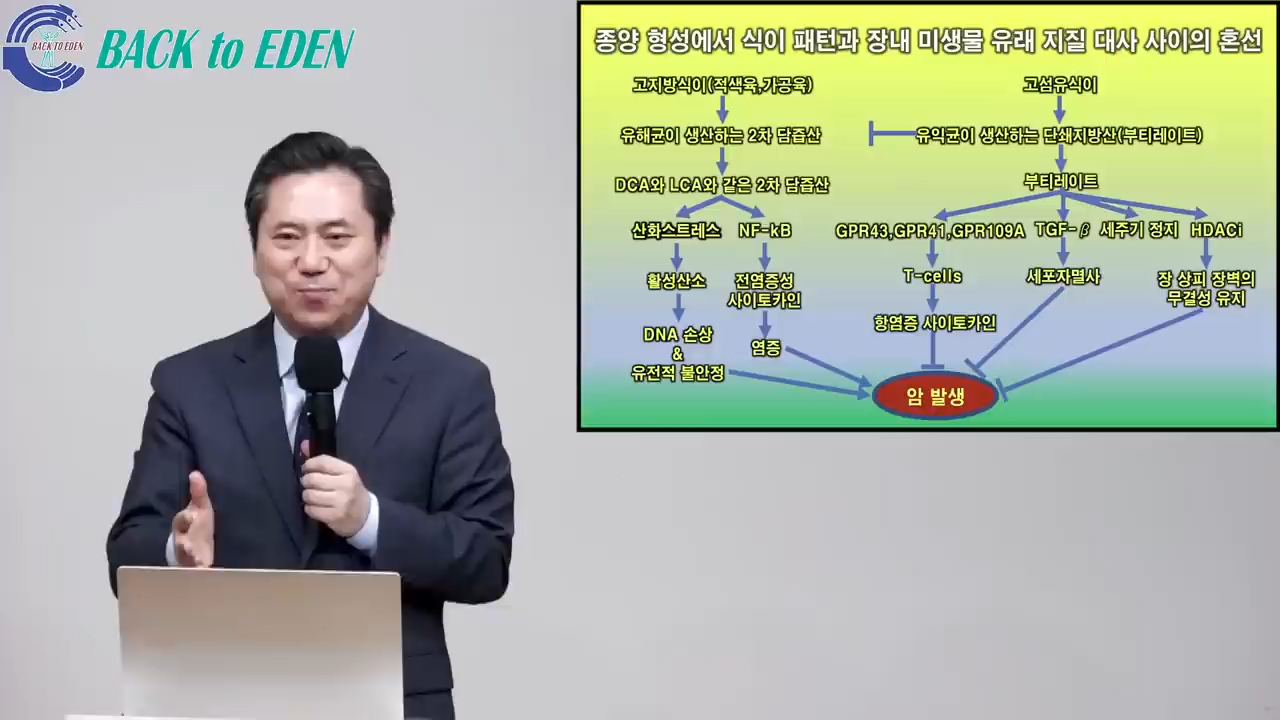 BACK TO EDEN
BACK to EDEN
종양 형성에서 식이 패턴과 장내 미생물 유래 지질 대사 사이의 혼선
고지방식이(적색육,가공육)
유해균이 생산하는 2차 담즙산
DCA와 LCA와 같은 2차 담즙산
산화스트레스 NF-kB
활성산소
전염증성
사이토카인
DNA 손상
&
유전적 불안정
염증
고섬유식이
유익균이 생산하는 단쇄지방산(부티레이트)
부티레이트
GPR43,GPR41,GPR109A TGF-β 세주기 정지 HDACi
T-cells
세포자멸사
장 상피 장벽의
무결성 유지
항염증 사이토카인
암 발생